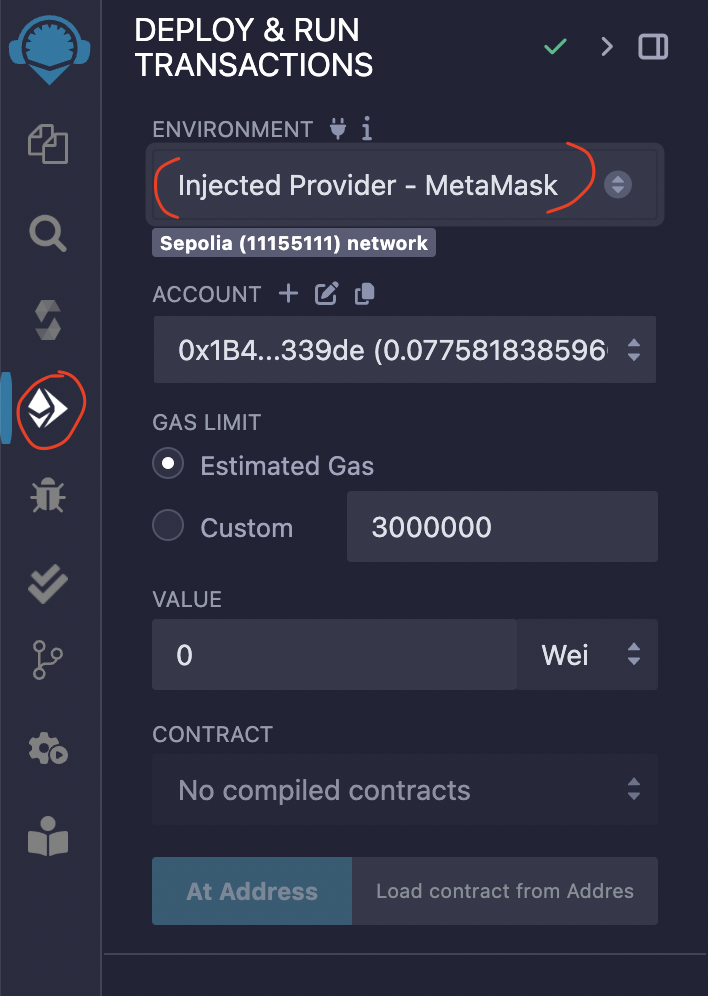 DEPLOY & RUN
TRANSACTIONS
ENVIRONMENT
Injected Provider - MetaMask
Sepolia (11155111) network
ACCOUNT
0x1B4...339de (0.077581838596
GAS LIMIT
Estimated Gas
Custom
3000000
VALUE
0
Wei
CONTRACT
No compiled contracts
At Address
Load contract from Addres